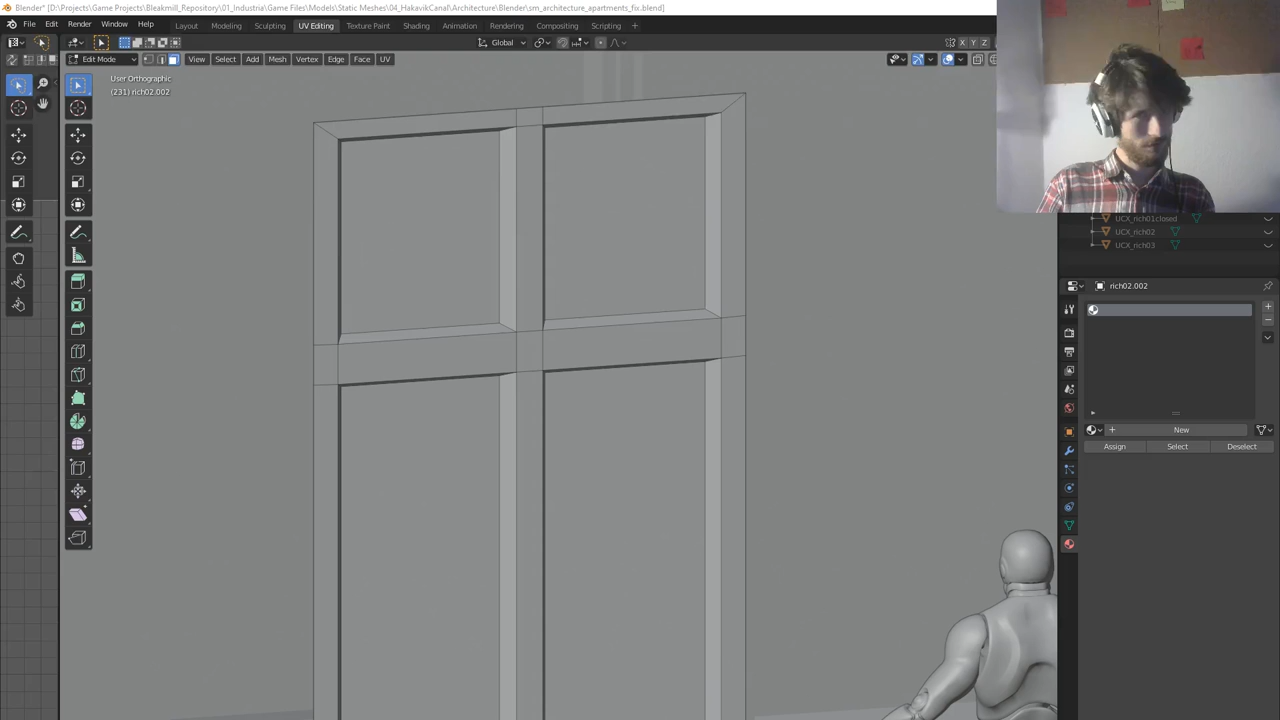 Blender* [D:\Projects\Game Projects\Bleakmill_Repository\01_Industria\Game Files\Models\Static Meshes\04_HakavikCanal\Architecture\Blender\sm_architecture_apartments_fix.blend]
File Edit Render Window Help Layout Modeling Sculpting UV Editing Texture Paint Shading Animation Rendering Compositing Scripting +
Global X Y Z
Edit Mode View Select Add Mesh Vertex Edge Face UV
User Orthographic
(231) rich02.002
UCX_rich01closed
UCX_rich02
UCX_rich03
rich02.002
New
Assign Select Deselect